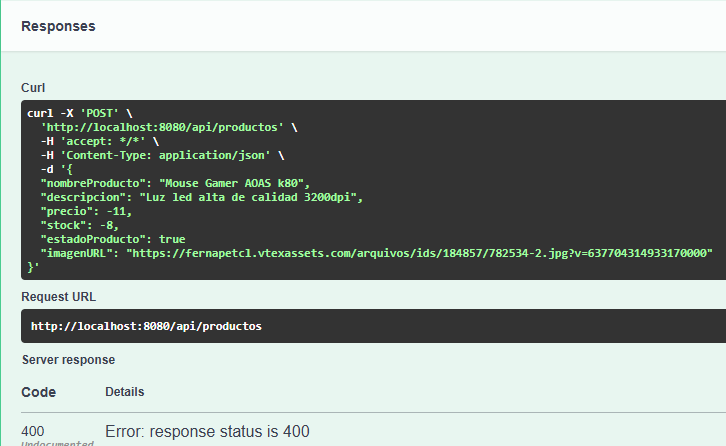 Responses
Curl
curl -X 'POST' \
'http://localhost:8080/api/productos' \
-H 'accept: */*' \
-H 'Content-Type: application/json' \
-d '{
"nombreProducto": "Mouse Gamer AOAS k80",
"descripcion": "Luz led alta de calidad 3200dpi",
"precio": -11,
"stock": -8,
"estadoProducto": true
"imagenURL": "https://fernapetcl.vtexassets.com/arquivos/ids/184857/782534-2.jpg?v=637704314933170000"
}'
Request URL
http://localhost:8080/api/productos
Server response
Code Details
400 Error: response status is 400
Undocumented